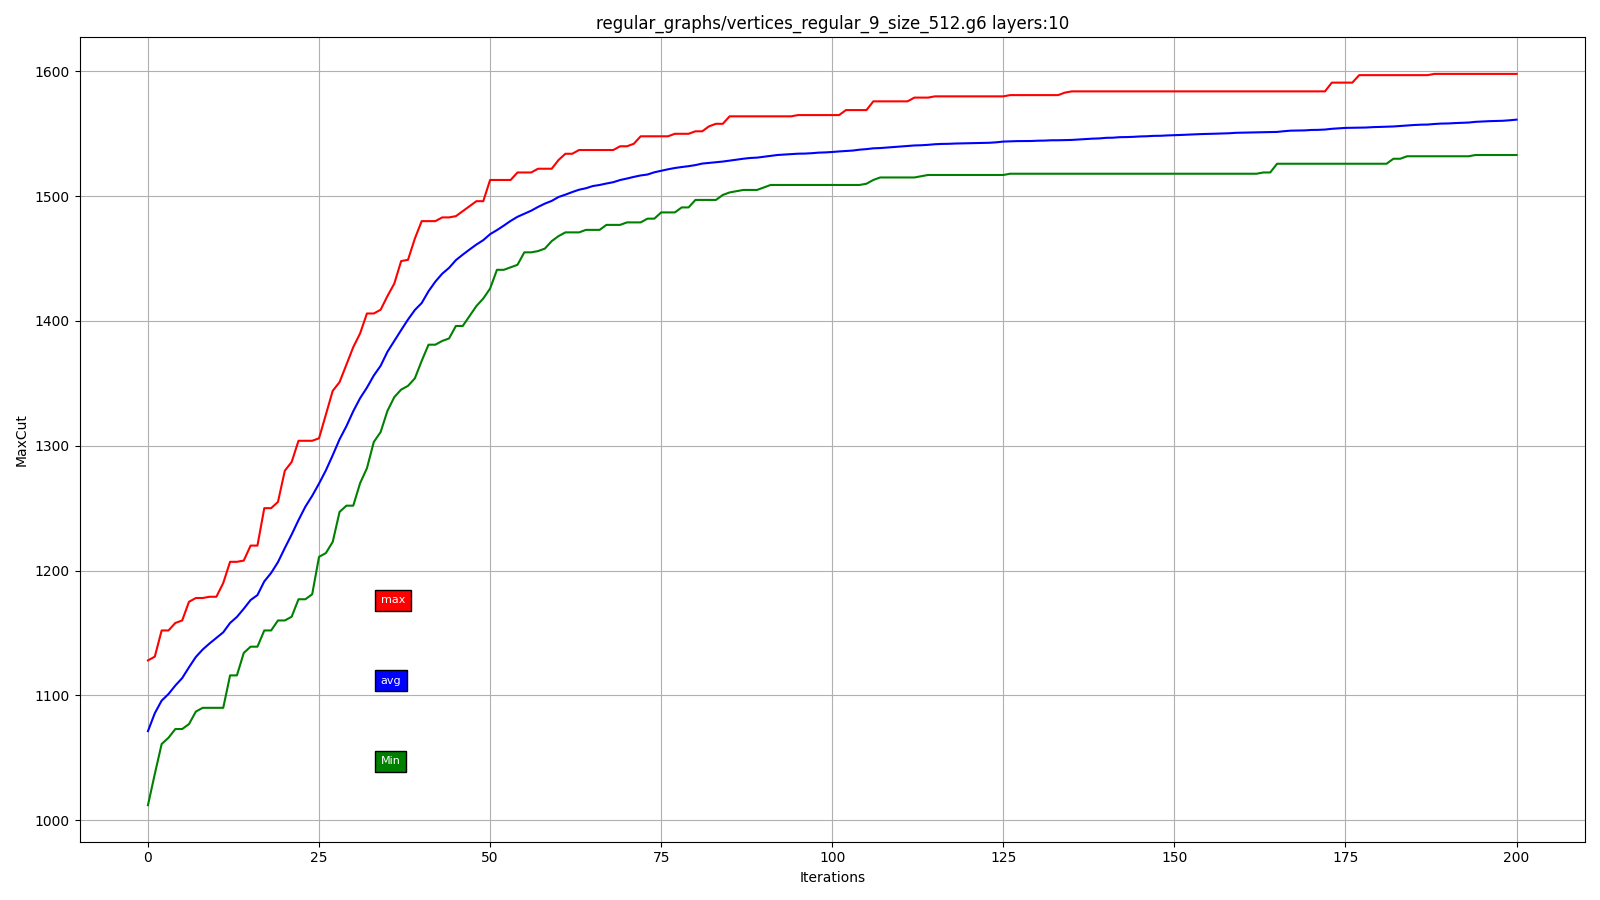 regular_graphs/vertices_regular_9_size_512.g6 layers:10
1600
1500
1400
1300
1200
1100
1000
MaxCut
max
avg
Min
0 25 50 75 100 125 150 175 200
Iterations